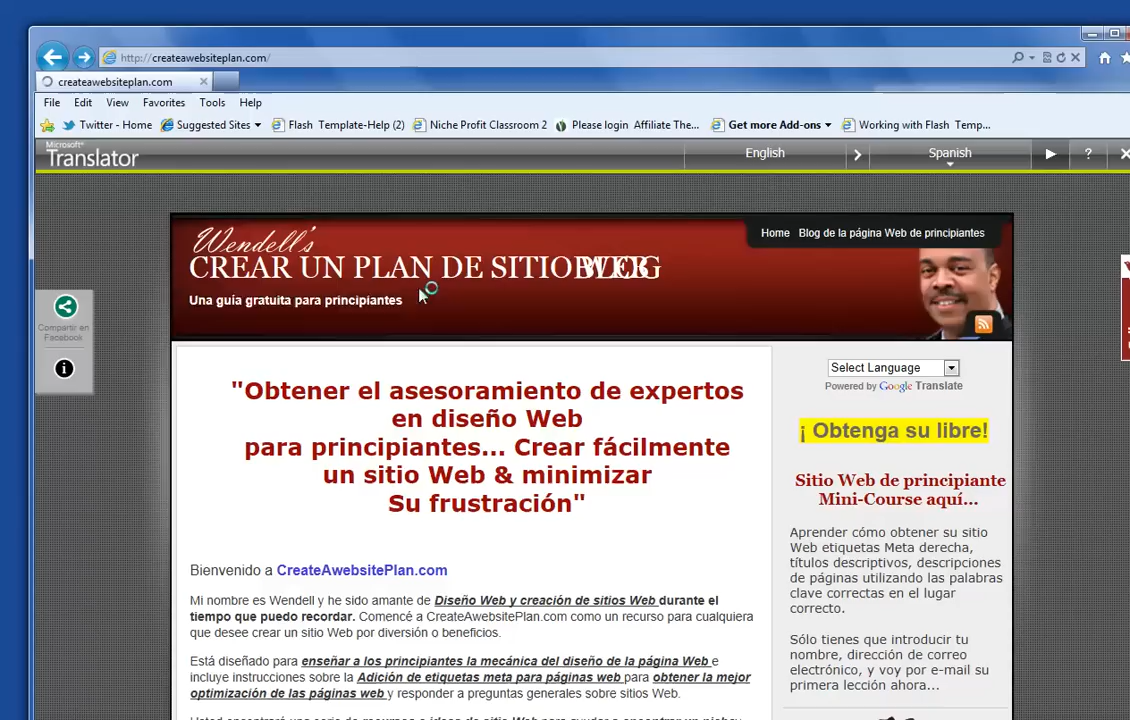 http://createawebsiteplan.com/
createawebsiteplan.com
File Edit View Favorites Tools Help
Twitter - Home Suggested Sites Flash Template-Help (2) Niche Profit Classroom 2 Please login Affiliate The... Get more Add-ons Working with Flash Temp...
Microsoft®
Translator
English
Spanish
?
Home Blog de la página Web de principiantes
Wendell's
CREAR UN PLAN DE SITIO
Una guía gratuita para principiantes
Compartir en
Facebook
"Obtener el asesoramiento de expertos
en diseño Web
para principiantes... Crear fácilmente
un sitio Web & minimizar
Su frustración"
Bienvenido a CreateAwebsitePlan.com
Mi nombre es Wendell y he sido amante de Diseño Web y creación de sitios Web durante el
tiempo que puedo recordar. Comencé a CreateAwebsitePlan.com como un recurso para cualquiera
que desee crear un sitio Web por diversión o beneficios.
Está diseñado para enseñar a los principiantes la mecánica del diseño de la página Web e
incluye instrucciones sobre la Adición de etiquetas meta para páginas web para obtener la mejor
optimización de las páginas web y responder a preguntas generales sobre sitios Web.
Select Language
Powered by Google Translate
¡ Obtenga su libre!
Sitio Web de principiante
Mini-Course aquí...
Aprender cómo obtener su sitio
Web etiquetas Meta derecha,
títulos descriptivos, descripciones
de páginas utilizando las palabras
clave correctas en el lugar
correcto.
Sólo tienes que introducir tu
nombre, dirección de correo
electrónico, y voy por e-mail su
primera lección ahora...